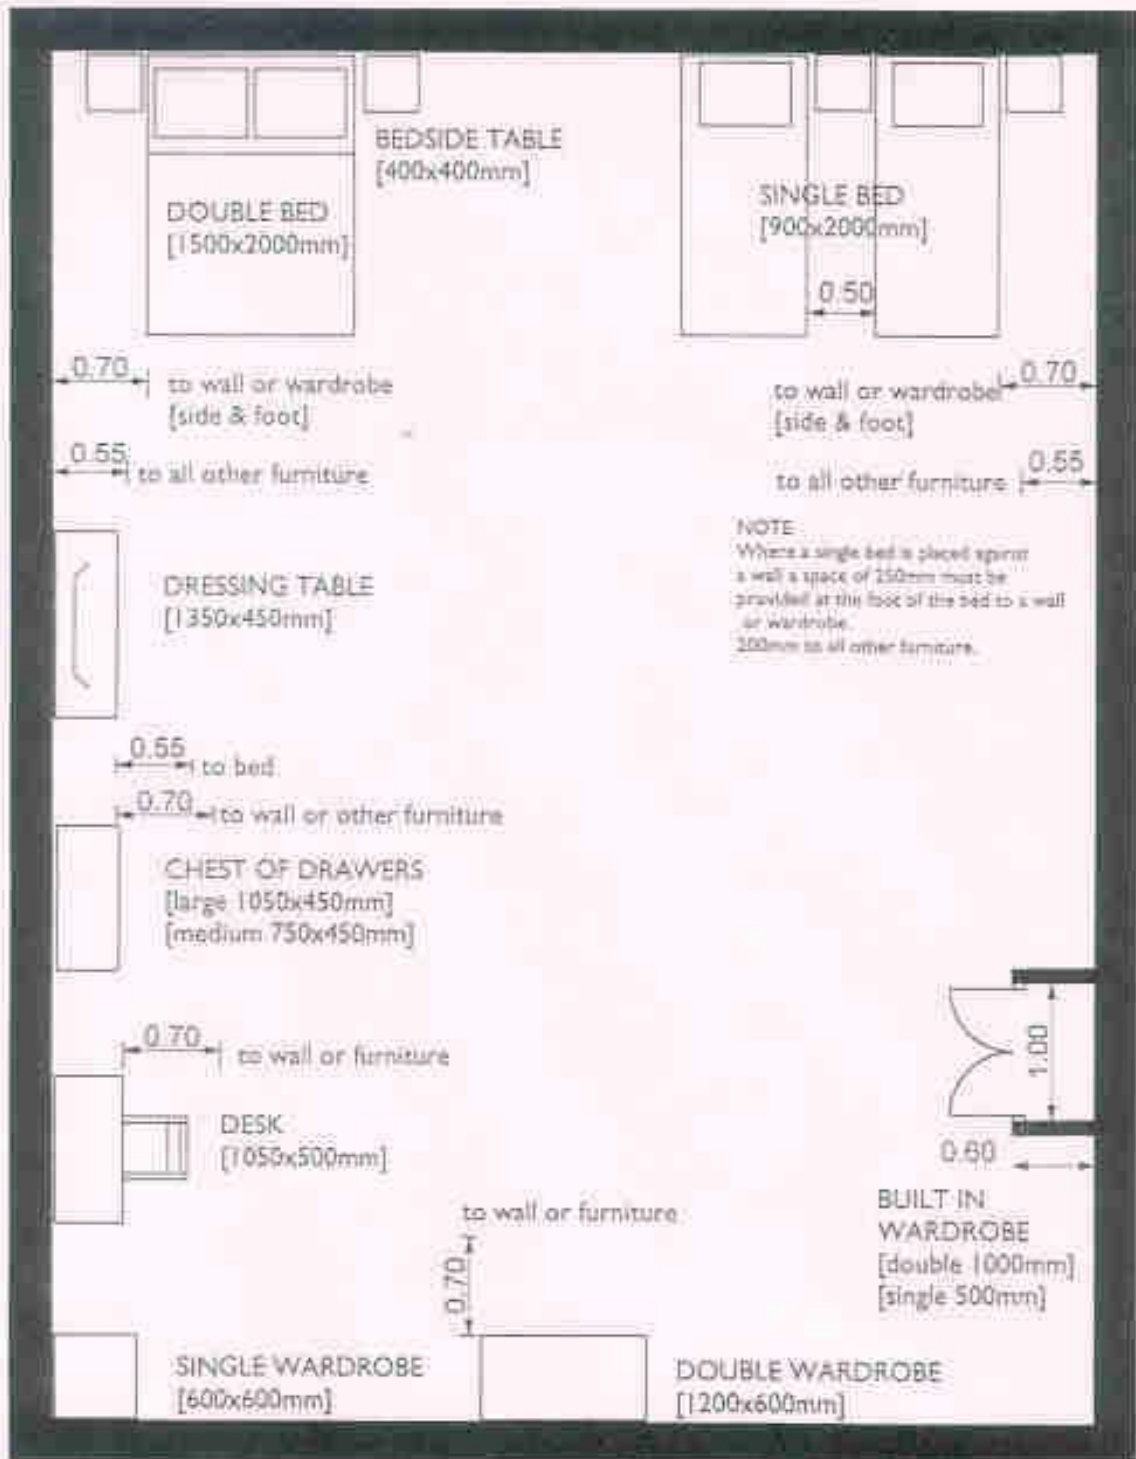 BEDSIDE TABLE
[400x400mm]
DOUBLE BED
[1500x2000mm]
SINGLE BED
[900x2000mm]
0.50
0.70
to wall or wardrobe
[side & foot]
0.55
to all other furniture
0.70
to wall or wardrobe
[side & foot]
0.55
to all other furniture
NOTE
Where a single bed is placed against
a wall a space of 250mm must be
provided at the foot of the bed to a wall
or wardrobe.
200mm to all other furniture.
DRESSING TABLE
[1350x450mm]
0.55
to bed
0.70
to wall or other furniture
CHEST OF DRAWERS
[large 1050x450mm]
[medium 750x450mm]
0.70
to wall or furniture
DESK
[1050x500mm]
1.00
0.60
BUILT IN
WARDROBE
[double 1000mm]
[single 500mm]
to wall or furniture
0.70
SINGLE WARDROBE
[600x600mm]
DOUBLE WARDROBE
[1200x600mm]